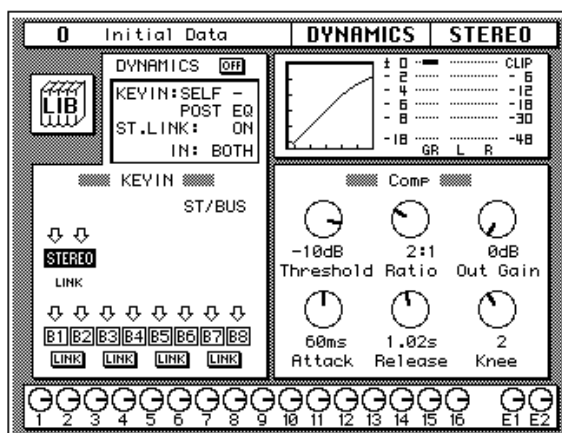 0 Initial Data DYNAMICS STEREO
LIB
DYNAMICS OFF
KEYIN:SELF -
POST EQ
ST.LINK: ON
IN: BOTH
± 0 CLIP
- 2 - 6
- 4 -12
- 6 -18
- 8 -30
-18 -48
GR L R
KEYIN
ST/BUS
STEREO
LINK
B1 B2 B3 B4 B5 B6 B7 B8
LINK LINK LINK LINK
Comp
-10dB 2:1 0dB
Threshold Ratio Out Gain
60ms 1.02s 2
Attack Release Knee
1 2 3 4 5 6 7 8 9 10 11 12 13 14 15 16 E1 E2